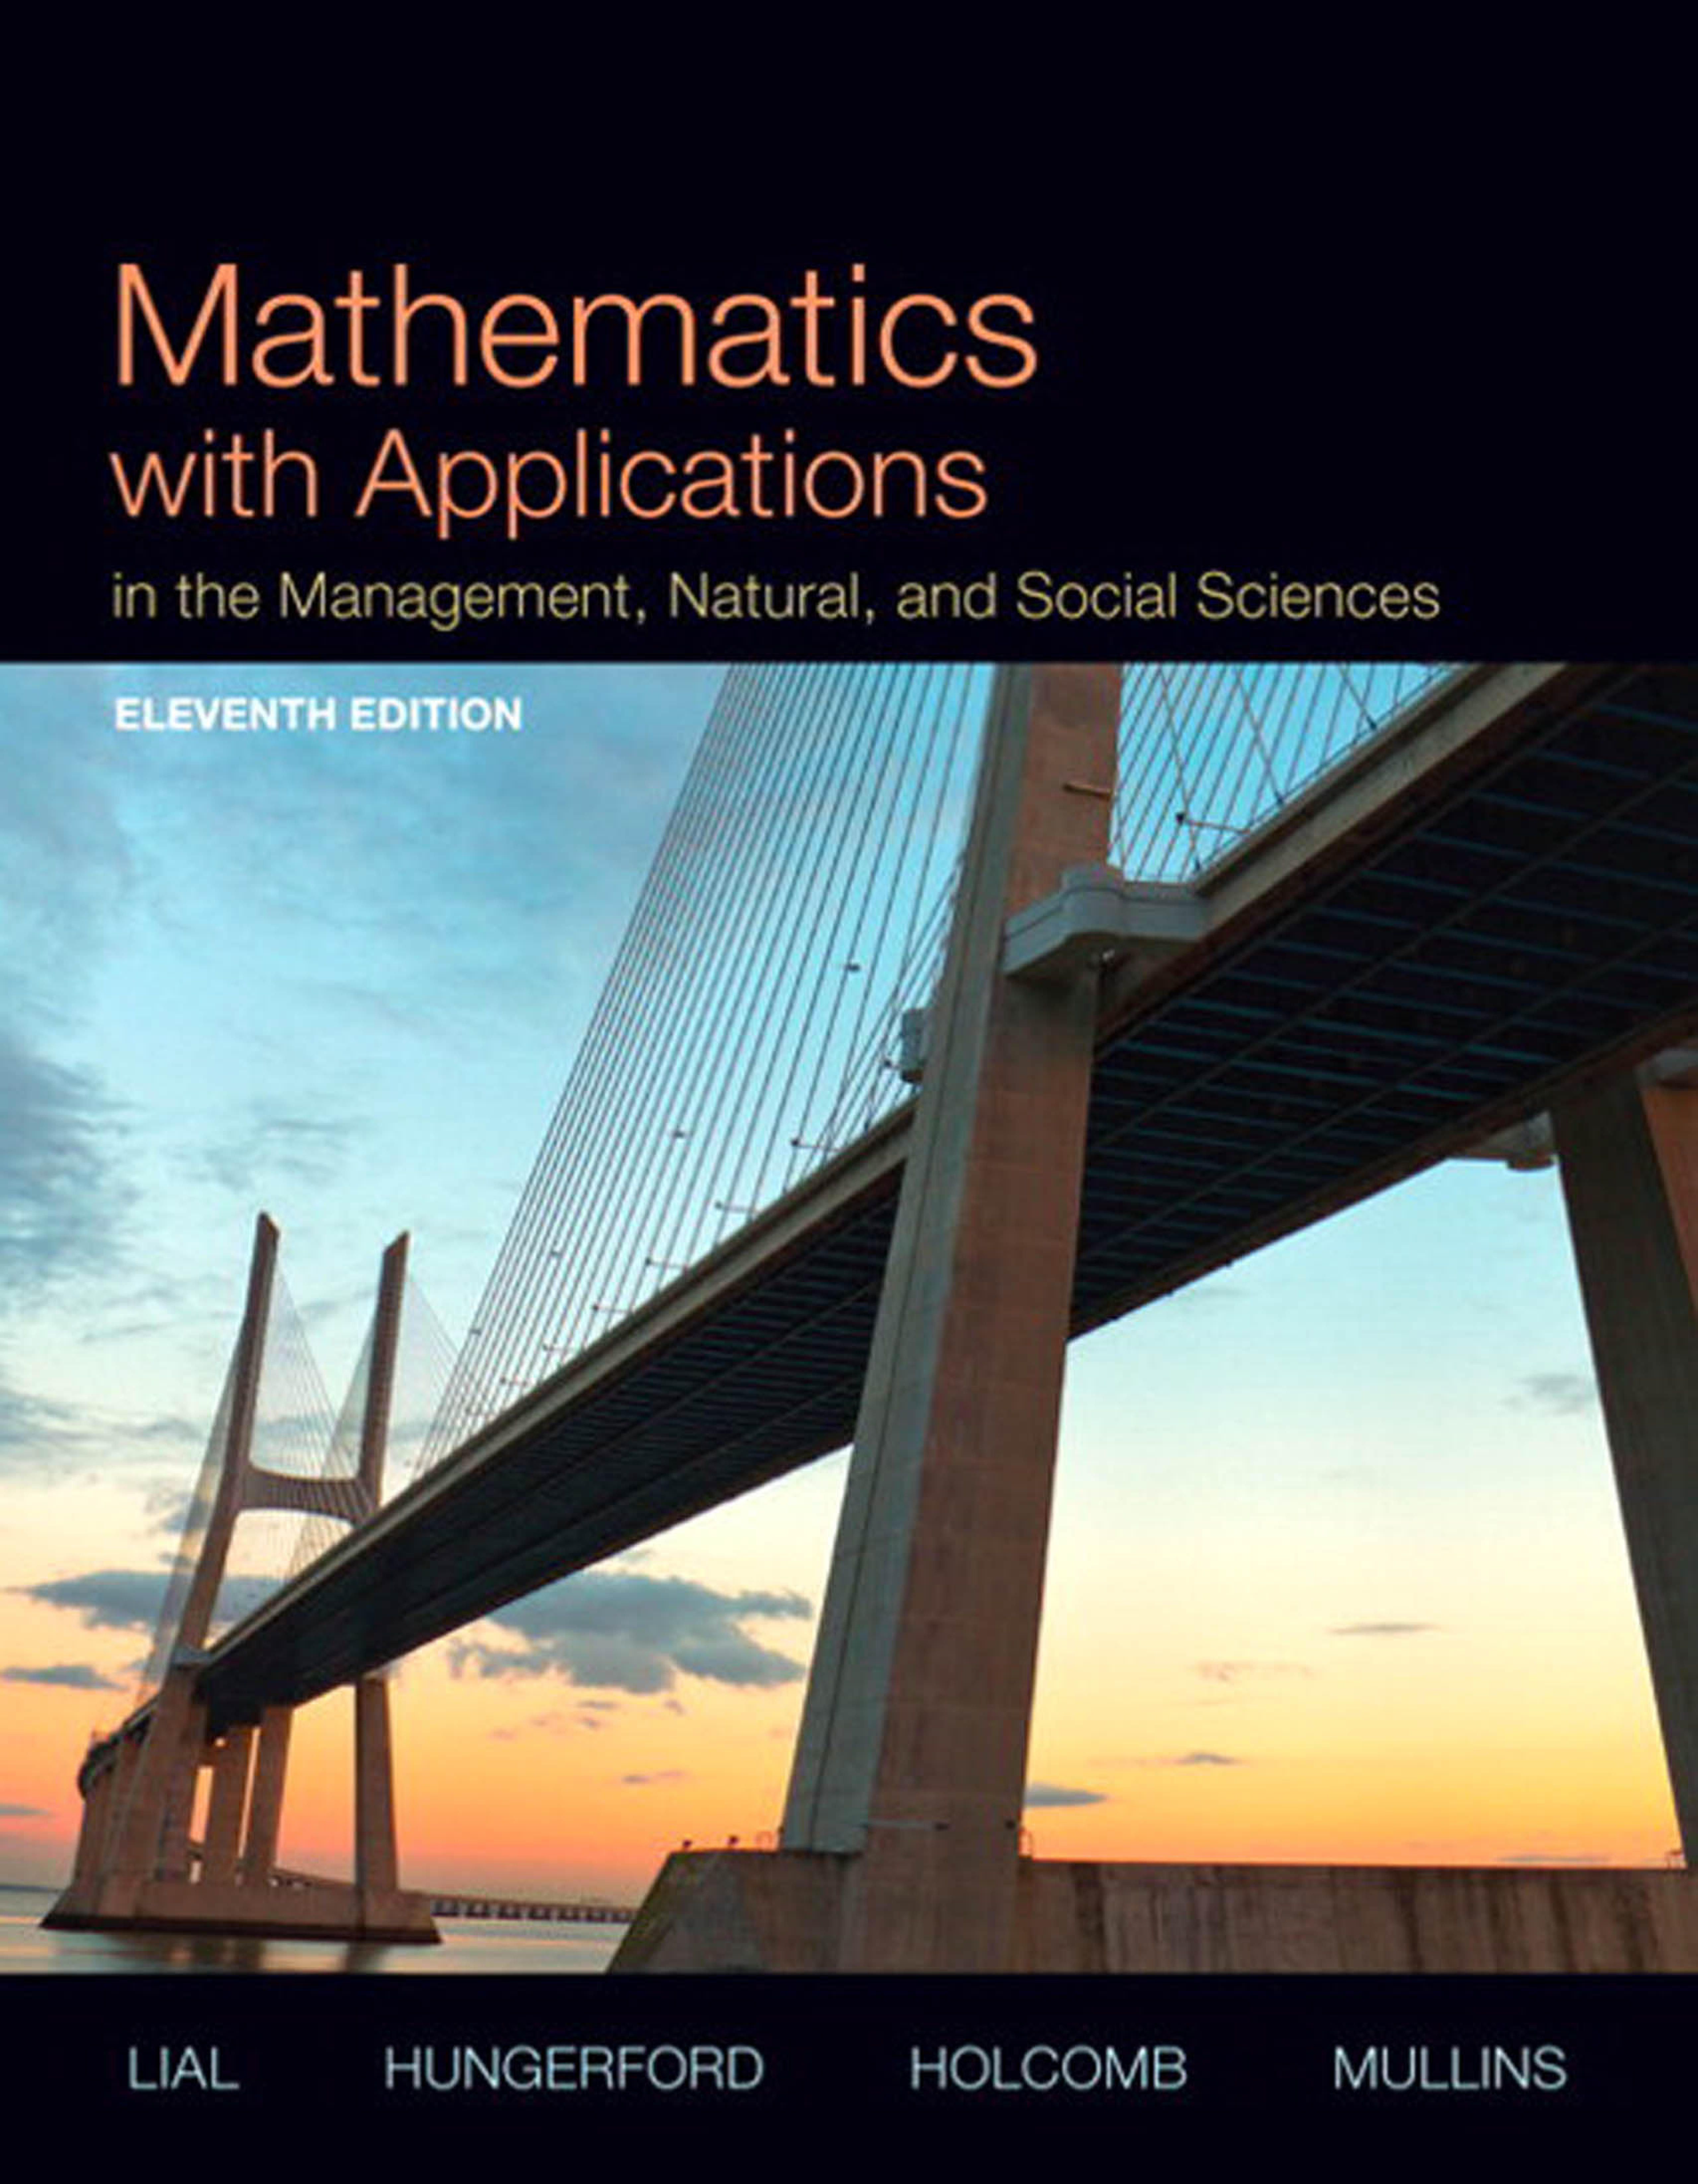 Mathematics
with Applications
in the Management, Natural, and Social Sciences
ELEVENTH EDITION
LIAL HUNGERFORD HOLCOMB MULLINS